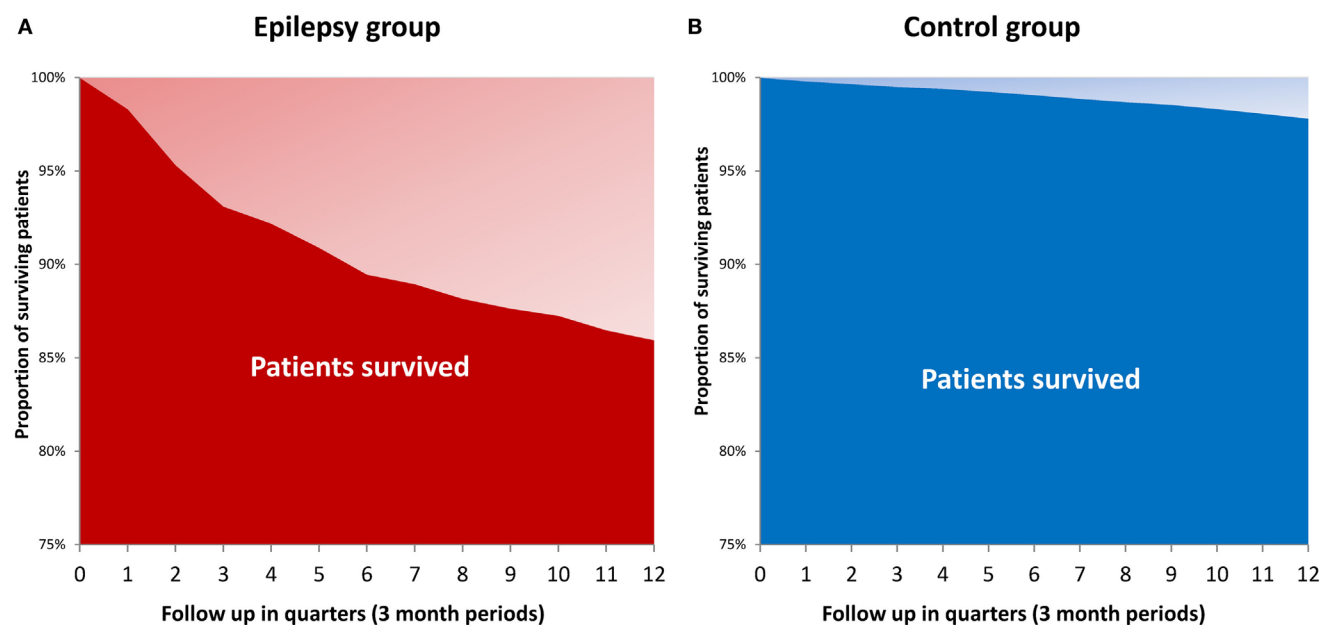 A
Epilepsy group
Proportion of surviving patients
100%
95%
90%
85%
80%
75%
Patients survived
0 1 2 3 4 5 6 7 8 9 10 11 12
Follow up in quarters (3 month periods)
B
Control group
Proportion of surviving patients
100%
95%
90%
85%
80%
75%
Patients survived
0 1 2 3 4 5 6 7 8 9 10 11 12
Follow up in quarters (3 month periods)